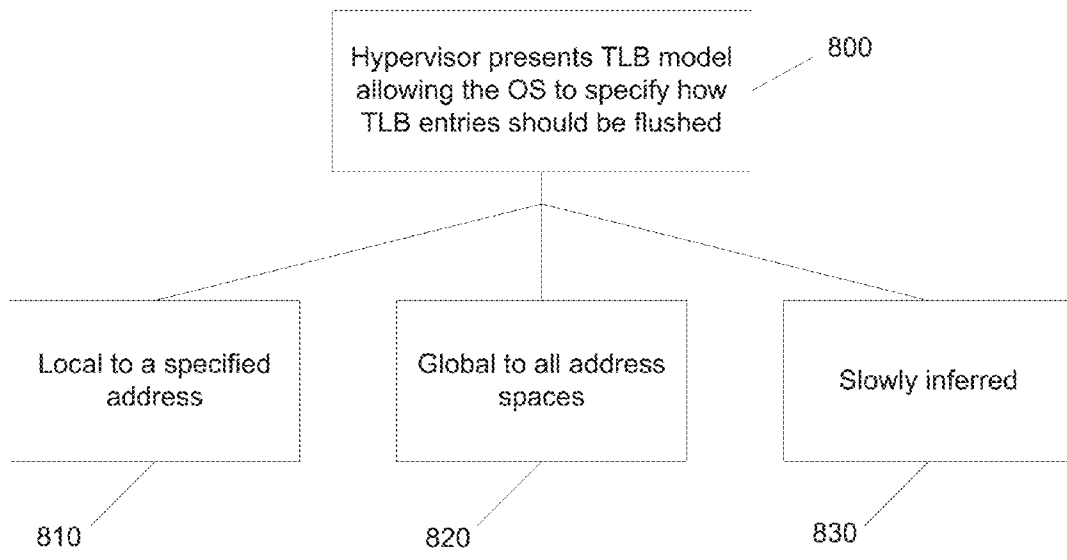 Hypervisor presents TLB model
allowing the OS to specify how
TLB entries should be flushed
800
Local to a specified
address
Global to all address
spaces
Slowly inferred
810
820
830